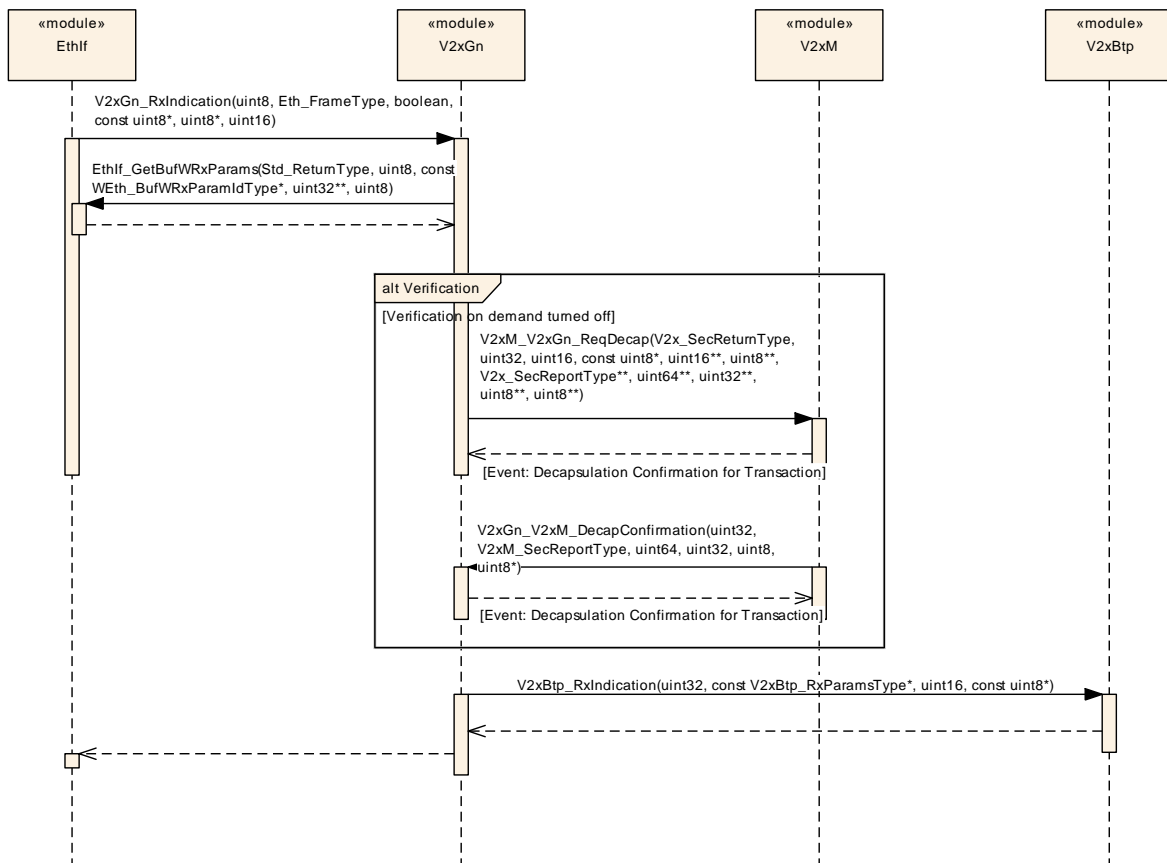 «module»
EthIf
«module»
V2xGn
«module»
V2xM
«module»
V2xBtp
V2xGn_RxIndication(uint8, Eth_FrameType, boolean,
const uint8*, uint8*, uint16)
EthIf_GetBufWRxParams(Std_ReturnType, uint8, const
WEth_BufWRxParamIdType*, uint32**, uint8)
alt Verification
[Verification on demand turned off]
V2xM_V2xGn_ReqDecap(V2x_SecReturnType,
uint32, uint16, const uint8*, uint16**, uint8**,
V2x_SecReportType**, uint64**, uint32**,
uint8**, uint8**)
[Event: Decapsulation Confirmation for Transaction]
V2xGn_V2xM_DecapConfirmation(uint32,
V2xM_SecReportType, uint64, uint32, uint8,
uint8*)
[Event: Decapsulation Confirmation for Transaction]
V2xBtp_RxIndication(uint32, const V2xBtp_RxParamsType*, uint16, const uint8*)